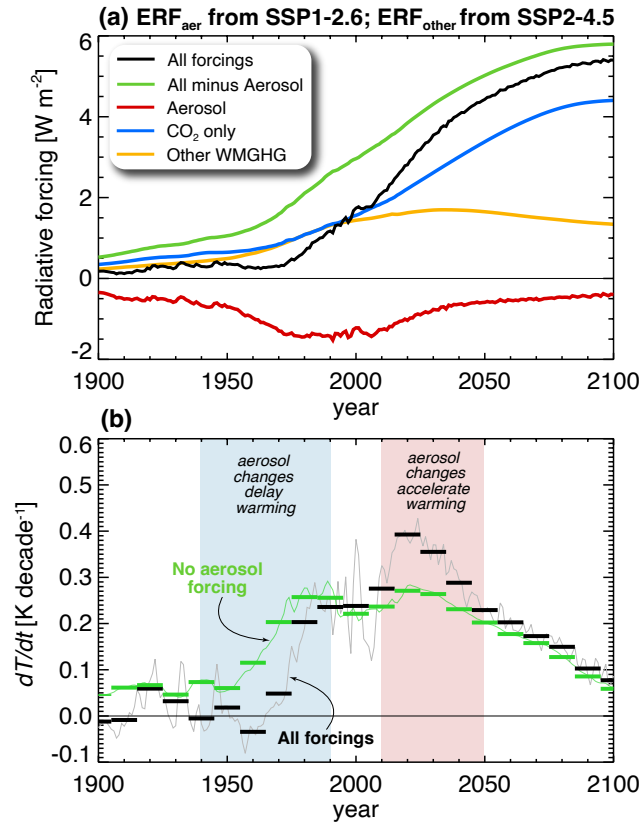 (a) ERF_aer from SSP1-2.6; ERF_other from SSP2-4.5
All forcings
All minus Aerosol
Aerosol
CO₂ only
Other WMGHG
Radiative forcing [W m⁻²]
6
4
2
0
-2
1900 1950 2000 2050 2100
year
(b)
aerosol
changes
delay
warming
aerosol
changes
accelerate
warming
No aerosol
forcing
All forcings
dT/dt [K decade⁻¹]
0.6
0.5
0.4
0.3
0.2
0.1
0.0
-0.1
1900 1950 2000 2050 2100
year